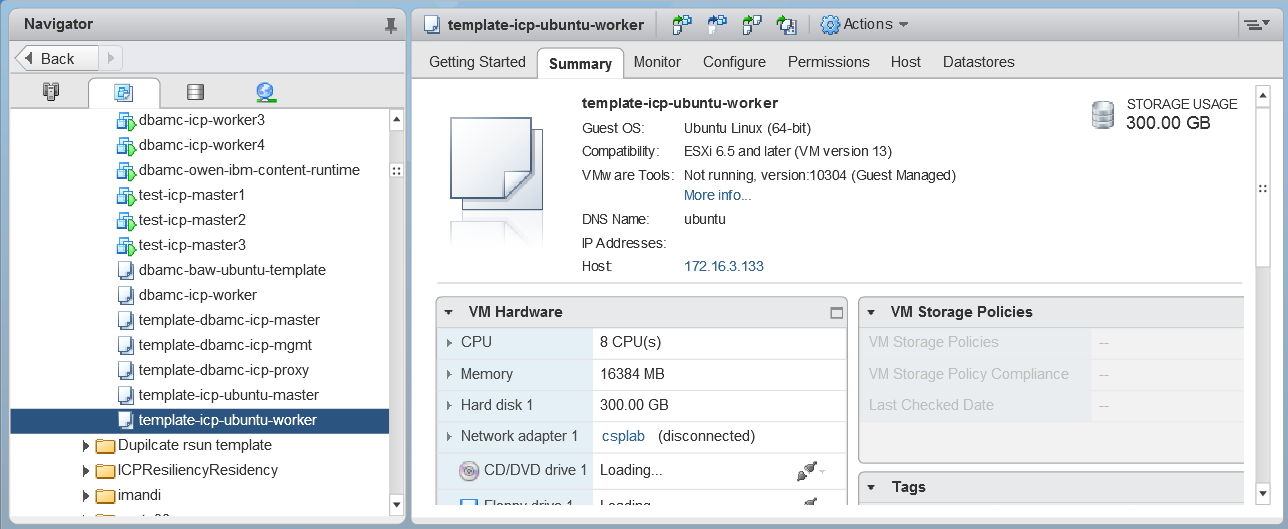 Navigator
Back
dbamc-icp-worker3
dbamc-icp-worker4
dbamc-owen-ibm-content-runtime
test-icp-master1
test-icp-master2
test-icp-master3
dbamc-baw-ubuntu-template
dbamc-icp-worker
template-dbamc-icp-master
template-dbamc-icp-mgmt
template-dbamc-icp-proxy
template-icp-ubuntu-master
template-icp-ubuntu-worker
Dupilcate rsun template
ICPResiliencyResidency
imandi
template-icp-ubuntu-worker Actions
Getting Started Summary Monitor Configure Permissions Host Datastores
template-icp-ubuntu-worker
Guest OS: Ubuntu Linux (64-bit)
Compatibility: ESXi 6.5 and later (VM version 13)
VMware Tools: Not running, version:10304 (Guest Managed)
More info...
DNS Name: ubuntu
IP Addresses:
Host: 172.16.3.133
STORAGE USAGE
300.00 GB
VM Hardware
CPU 8 CPU(s)
Memory 16384 MB
Hard disk 1 300.00 GB
Network adapter 1 csplab (disconnected)
CD/DVD drive 1 Loading...
Floppy drive 1 Loading...
VM Storage Policies
VM Storage Policies --
VM Storage Policy Compliance --
Last Checked Date --
Tags